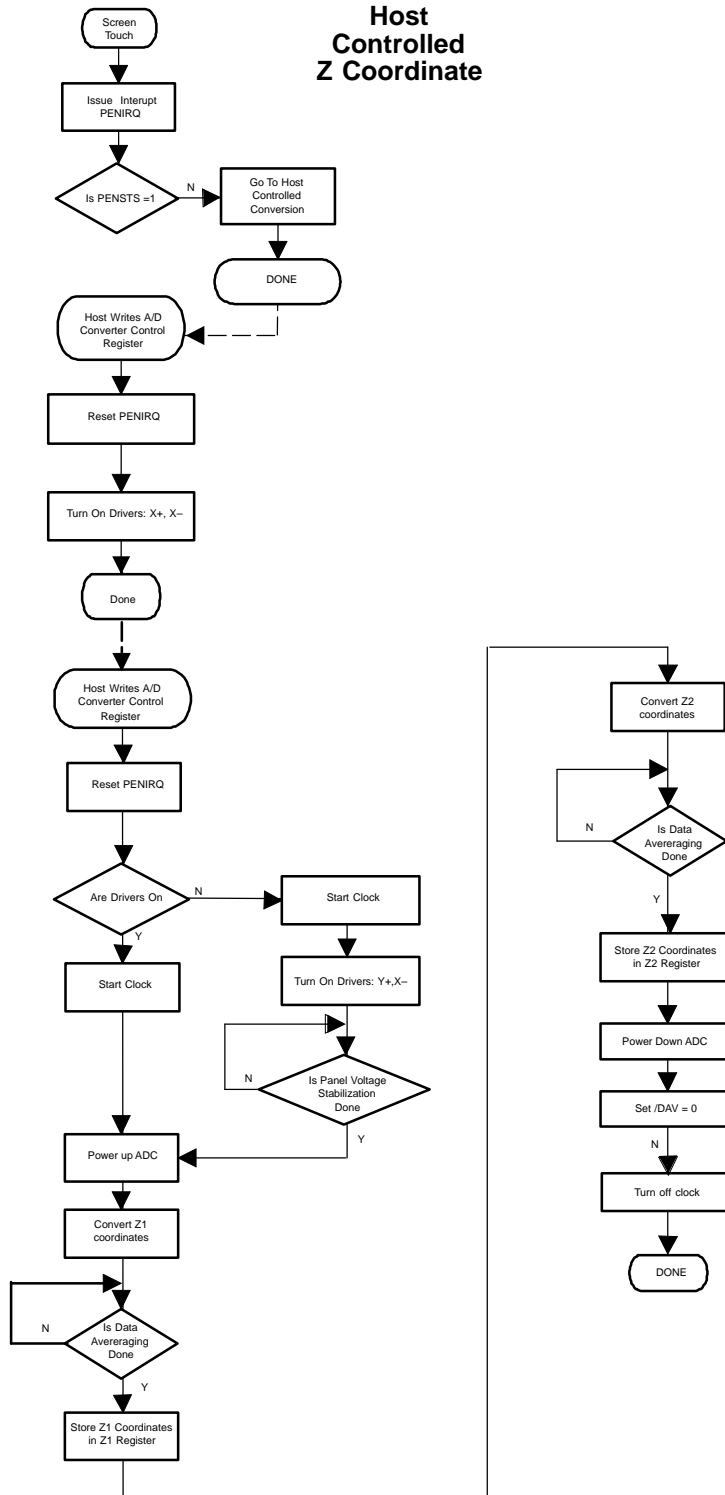 Host
Controlled
Z Coordinate
Screen
Touch
Issue Interupt
PENIRQ
Is PENSTS =1
N
Go To Host
Controlled
Conversion
DONE
Host Writes A/D
Converter Control
Register
Reset PENIRQ
Turn On Drivers: X+, X–
Done
Host Writes A/D
Converter Control
Register
Reset PENIRQ
Are Drivers On
N
Y
Start Clock
Start Clock
Turn On Drivers: Y+,X–
Is Panel Voltage
Stabilization
Done
N
Y
Power up ADC
Convert Z1
coordinates
Is Data
Avereraging
Done
N
Y
Store Z1 Coordinates
in Z1 Register
Convert Z2
coordinates
Is Data
Avereraging
Done
N
Y
Store Z2 Coordinates
in Z2 Register
Power Down ADC
Set /DAV = 0
N
Turn off clock
DONE